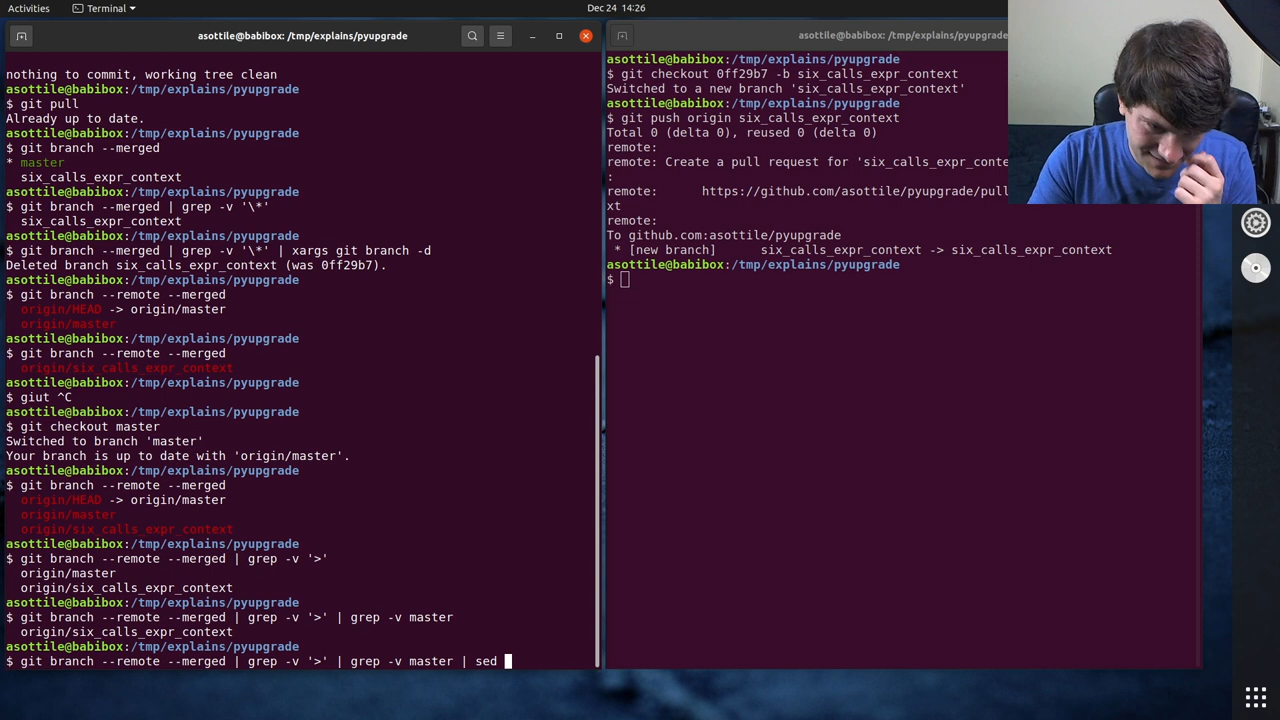 Activities
Terminal
Dec 24 14:26
asottile@babibox: /tmp/explains/pyupgrade
nothing to commit, working tree clean
asottile@babibox:/tmp/explains/pyupgrade
$ git pull
Already up to date.
asottile@babibox:/tmp/explains/pyupgrade
$ git branch --merged
* master
  six_calls_expr_context
asottile@babibox:/tmp/explains/pyupgrade
$ git branch --merged | grep -v '\*'
  six_calls_expr_context
asottile@babibox:/tmp/explains/pyupgrade
$ git branch --merged | grep -v '\*' | xargs git branch -d
Deleted branch six_calls_expr_context (was 0ff29b7).
asottile@babibox:/tmp/explains/pyupgrade
$ git branch --remote --merged
  origin/HEAD -> origin/master
  origin/master
asottile@babibox:/tmp/explains/pyupgrade
$ git branch --remote --merged
  origin/six_calls_expr_context
asottile@babibox:/tmp/explains/pyupgrade
$ giut ^C
asottile@babibox:/tmp/explains/pyupgrade
$ git checkout master
Switched to branch 'master'
Your branch is up to date with 'origin/master'.
asottile@babibox:/tmp/explains/pyupgrade
$ git branch --remote --merged
  origin/HEAD -> origin/master
  origin/master
  origin/six_calls_expr_context
asottile@babibox:/tmp/explains/pyupgrade
$ git branch --remote --merged | grep -v '>'
  origin/master
  origin/six_calls_expr_context
asottile@babibox:/tmp/explains/pyupgrade
$ git branch --remote --merged | grep -v '>' | grep -v master
  origin/six_calls_expr_context
asottile@babibox:/tmp/explains/pyupgrade
$ git branch --remote --merged | grep -v '>' | grep -v master | sed
asottile@babibox: /tmp/explains/pyupgrade
asottile@babibox:/tmp/explains/pyupgrade
$ git checkout 0ff29b7 -b six_calls_expr_context
Switched to a new branch 'six_calls_expr_context'
asottile@babibox:/tmp/explains/pyupgrade
$ git push origin six_calls_expr_context
Total 0 (delta 0), reused 0 (delta 0)
remote:
remote: Create a pull request for 'six_calls_expr_conte
:
remote:      https://github.com/asottile/pyupgrade/pull
xt
remote:
To github.com:asottile/pyupgrade
 * [new branch]      six_calls_expr_context -> six_calls_expr_context
asottile@babibox:/tmp/explains/pyupgrade
$